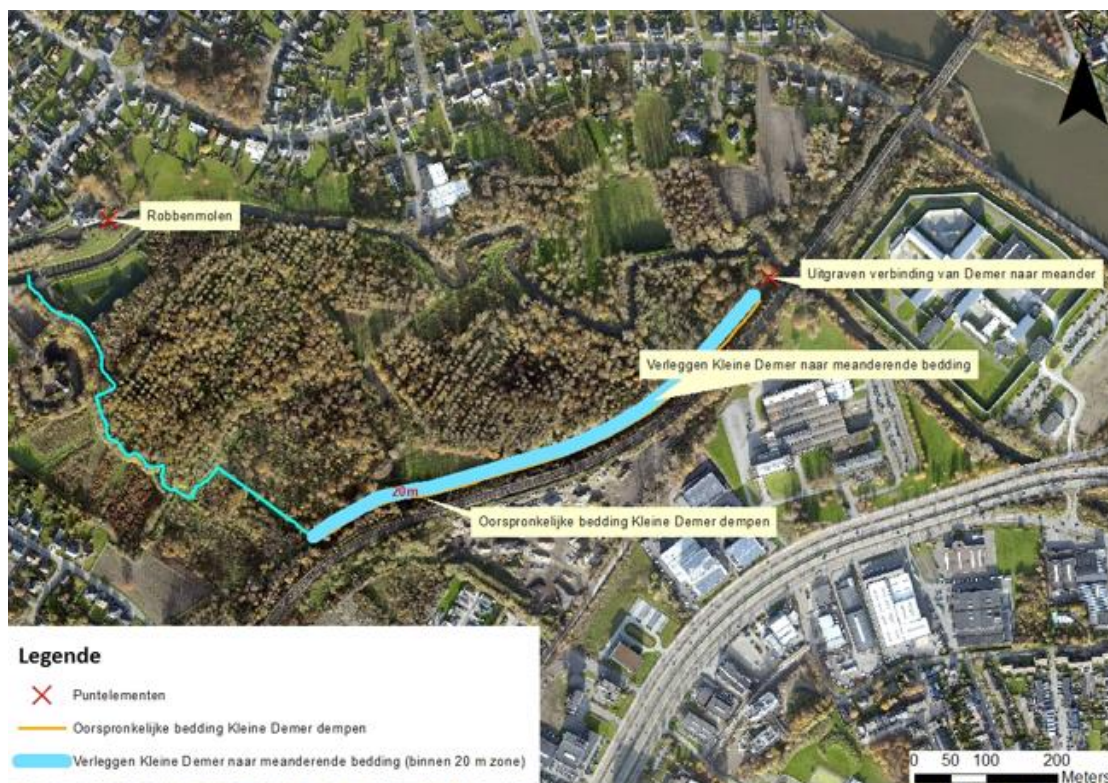 Robbenmolen
Uitgraven verbinding van Demer naar meander
Verleggen Kleine Demer naar meanderende bedding
20m
Oorspronkelijke bedding Kleine Demer dempen
Legende
Puntelementen
Oorspronkelijke bedding Kleine Demer dempen
Verleggen Kleine Demer naar meanderende bedding (binnen 20 m zone)
0 50 100 200
Meters